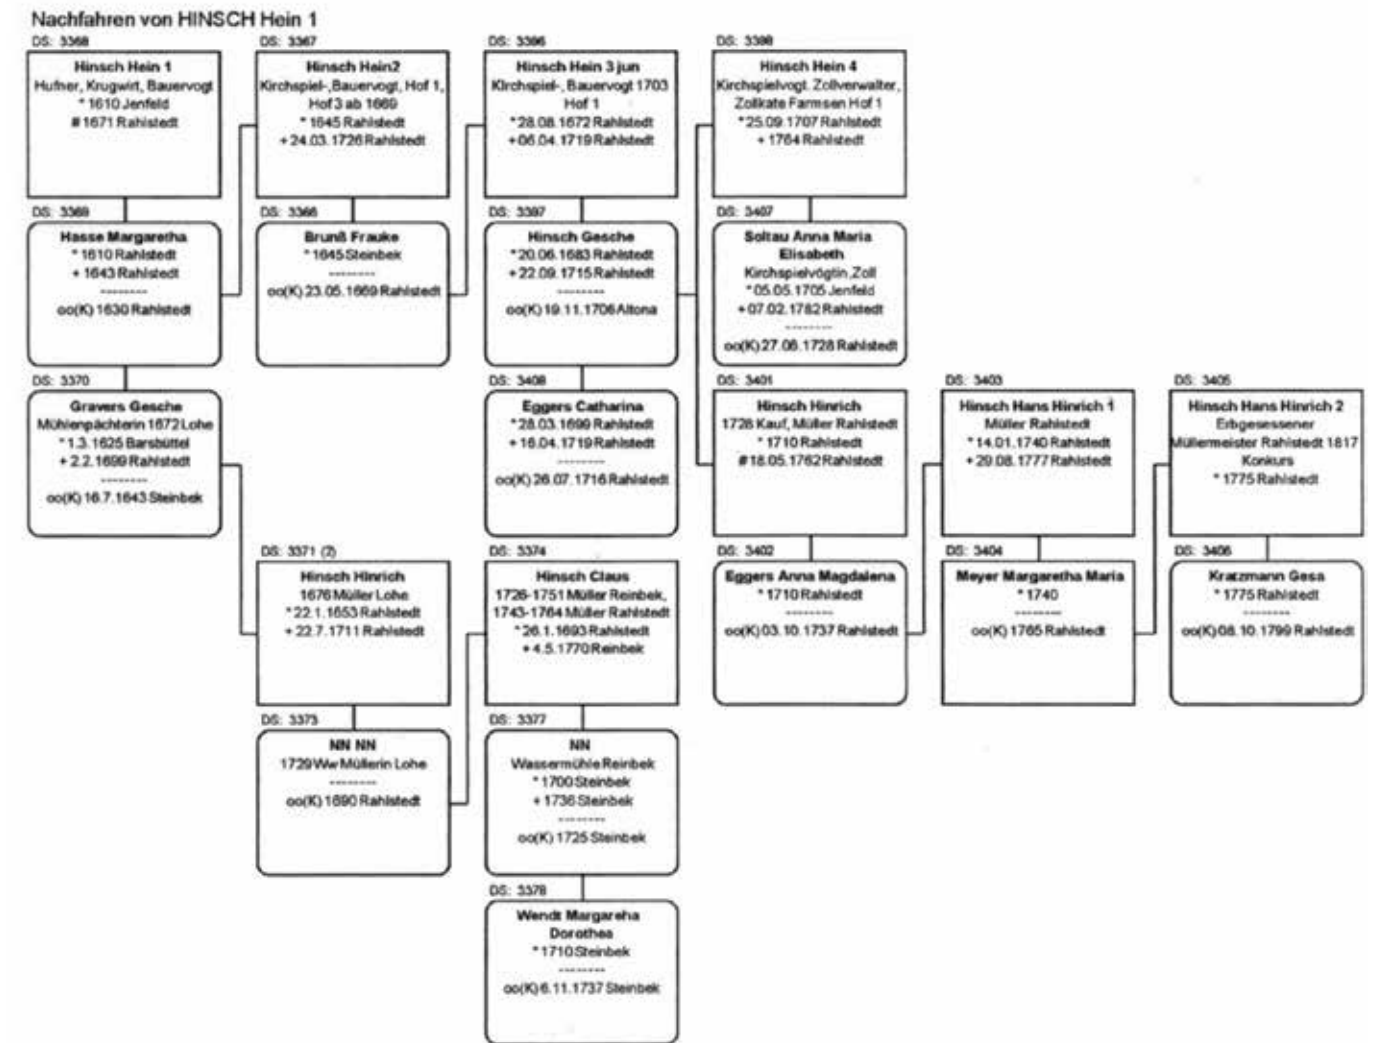 Nachfahren von HINSCH Hein 1
DS: 3368
Hinsch Hein 1
Hufner, Krugwirt, Bauervogt
* 1610 Jenfeld
# 1671 Rahlstedt
DS: 3369
Hasse Margaretha
* 1610 Rahlstedt
+ 1643 Rahlstedt
--------
oo(K) 1630 Rahlstedt
DS: 3370
Gravers Gesche
Mühlenpächterin 1672 Lohe
* 1.3.1625 Barsbüttel
+ 2.2.1699 Rahlstedt
--------
oo(K) 16.7.1643 Steinbek
DS: 3367
Hinsch Hein2
Kirchspiel-,Bauervogt, Hof 1,
Hof 3 ab 1669
* 1645 Rahlstedt
+ 24.03.1726 Rahlstedt
DS: 3366
Brunß Frauke
* 1645 Steinbek
--------
oo(K) 23.05.1669 Rahlstedt
DS: 3371 (2)
Hinsch Hinrich
1676 Müller Lohe
* 22.1.1653 Rahlstedt
+ 22.7.1711 Rahlstedt
DS: 3373
NN NN
1729 Ww Müllerin Lohe
--------
oo(K) 1690 Rahlstedt
DS: 3396
Hinsch Hein 3 jun
Kirchspiel-, Bauervogt 1703
Hof 1
* 28.08.1672 Rahlstedt
+ 06.04.1719 Rahlstedt
DS: 3397
Hinsch Gesche
* 20.06.1683 Rahlstedt
+ 22.09.1715 Rahlstedt
--------
oo(K) 19.11.1706 Altona
DS: 3408
Eggers Catharina
* 28.03.1699 Rahlstedt
+ 16.04.1719 Rahlstedt
--------
oo(K) 26.07.1716 Rahlstedt
DS: 3374
Hinsch Claus
1726-1751 Müller Reinbek,
1743-1764 Müller Rahlstedt
* 26.1.1693 Rahlstedt
+ 4.5.1770 Reinbek
DS: 3377
NN
Wassermühle Reinbek
* 1700 Steinbek
+ 1736 Steinbek
--------
oo(K) 1725 Steinbek
DS: 3378
Wendt Margareha
Dorothea
* 1710 Steinbek
--------
oo(K) 6.11.1737 Steinbek
DS: 3398
Hinsch Hein 4
Kirchspielvogt. Zollverwalter,
Zollkate Farmsen Hof 1
* 25.09.1707 Rahlstedt
+ 1764 Rahlstedt
DS: 3407
Soltau Anna Maria
Elisabeth
Kirchspielvögtin, Zoll
* 05.05.1705 Jenfeld
+ 07.02.1782 Rahlstedt
--------
oo(K) 27.06.1728 Rahlstedt
DS: 3401
Hinsch Hinrich
1728 Kauf, Müller Rahlstedt
* 1710 Rahlstedt
# 18.05.1762 Rahlstedt
DS: 3402
Eggers Anna Magdalena
* 1710 Rahlstedt
--------
oo(K) 03.10.1737 Rahlstedt
DS: 3403
Hinsch Hans Hinrich 1
Müller Rahlstedt
* 14.01.1740 Rahlstedt
+ 29.08.1777 Rahlstedt
DS: 3404
Meyer Margaretha Maria
* 1740
--------
oo(K) 1765 Rahlstedt
DS: 3405
Hinsch Hans Hinrich 2
Erbgesessener
Müllermeister Rahlstedt 1817
Konkurs
* 1775 Rahlstedt
DS: 3406
Kratzmann Gesa
* 1775 Rahlstedt
--------
oo(K) 08.10.1799 Rahlstedt